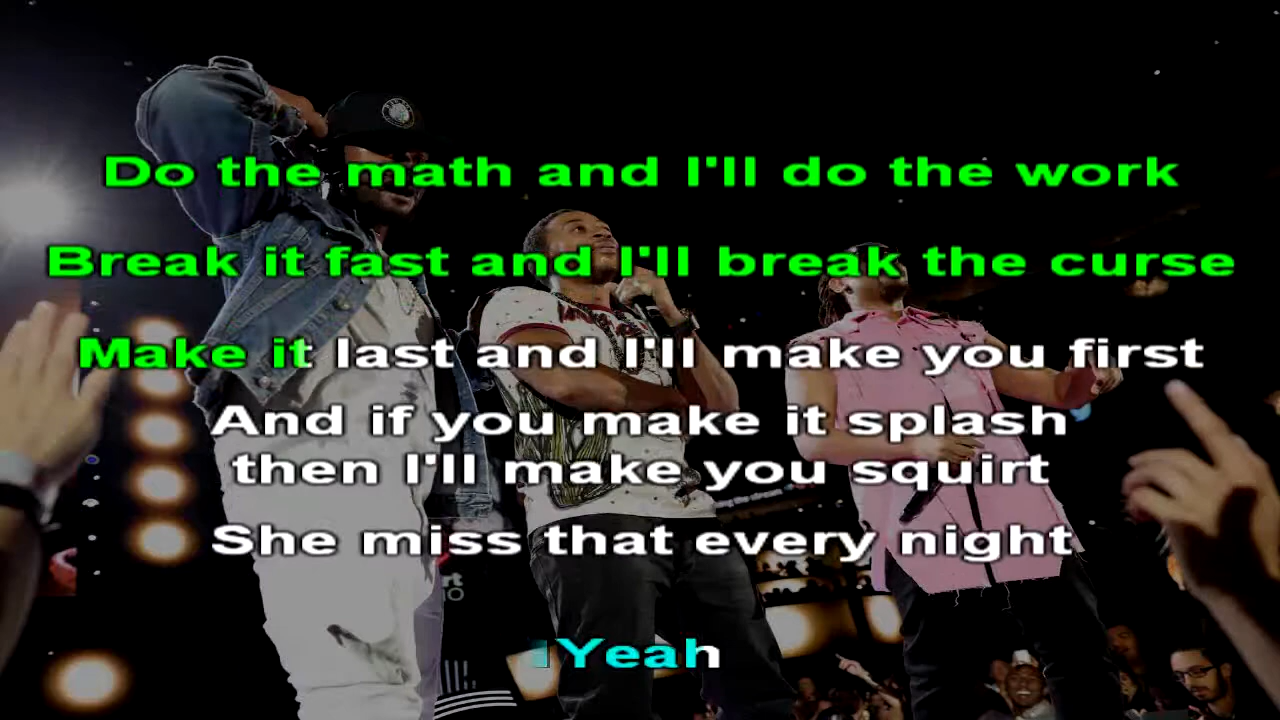 Do the math and I'll do the work
Break it fast and I'll break the curse
Make it last and I'll make you first
And if you make it splash
then I'll make you squirt
She miss that every night
Yeah